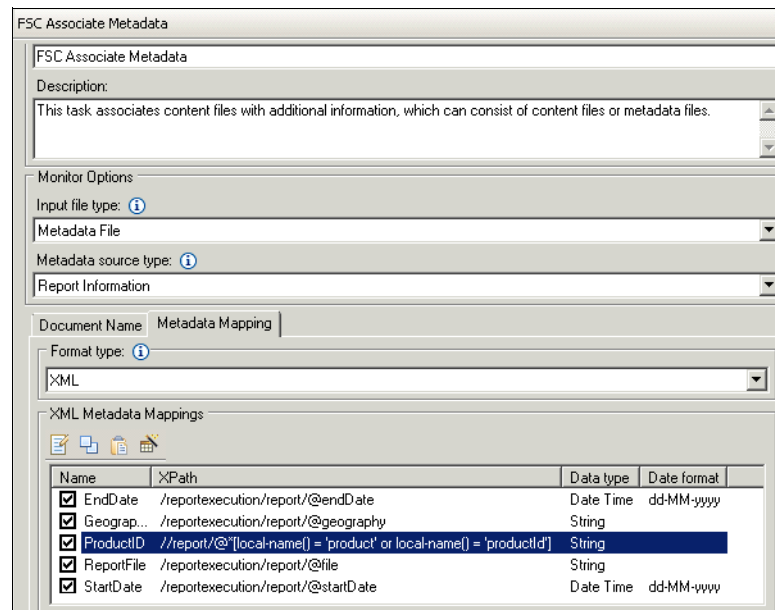 FSC Associate Metadata
FSC Associate Metadata
Description:
This task associates content files with additional information, which can consist of content files or metadata files.
Monitor Options
Input file type:
Metadata File
Metadata source type:
Report Information
Document Name Metadata Mapping
Format type:
XML
XML Metadata Mappings
Name XPath Data type Date format
EndDate /reportexecution/report/@endDate Date Time dd-MM-yyyy
Geograp... /reportexecution/report/@geography String
ProductID //report/@*[local-name() = 'product' or local-name() = 'productId'] String
ReportFile /reportexecution/report/@file String
StartDate /reportexecution/report/@startDate Date Time dd-MM-yyyy